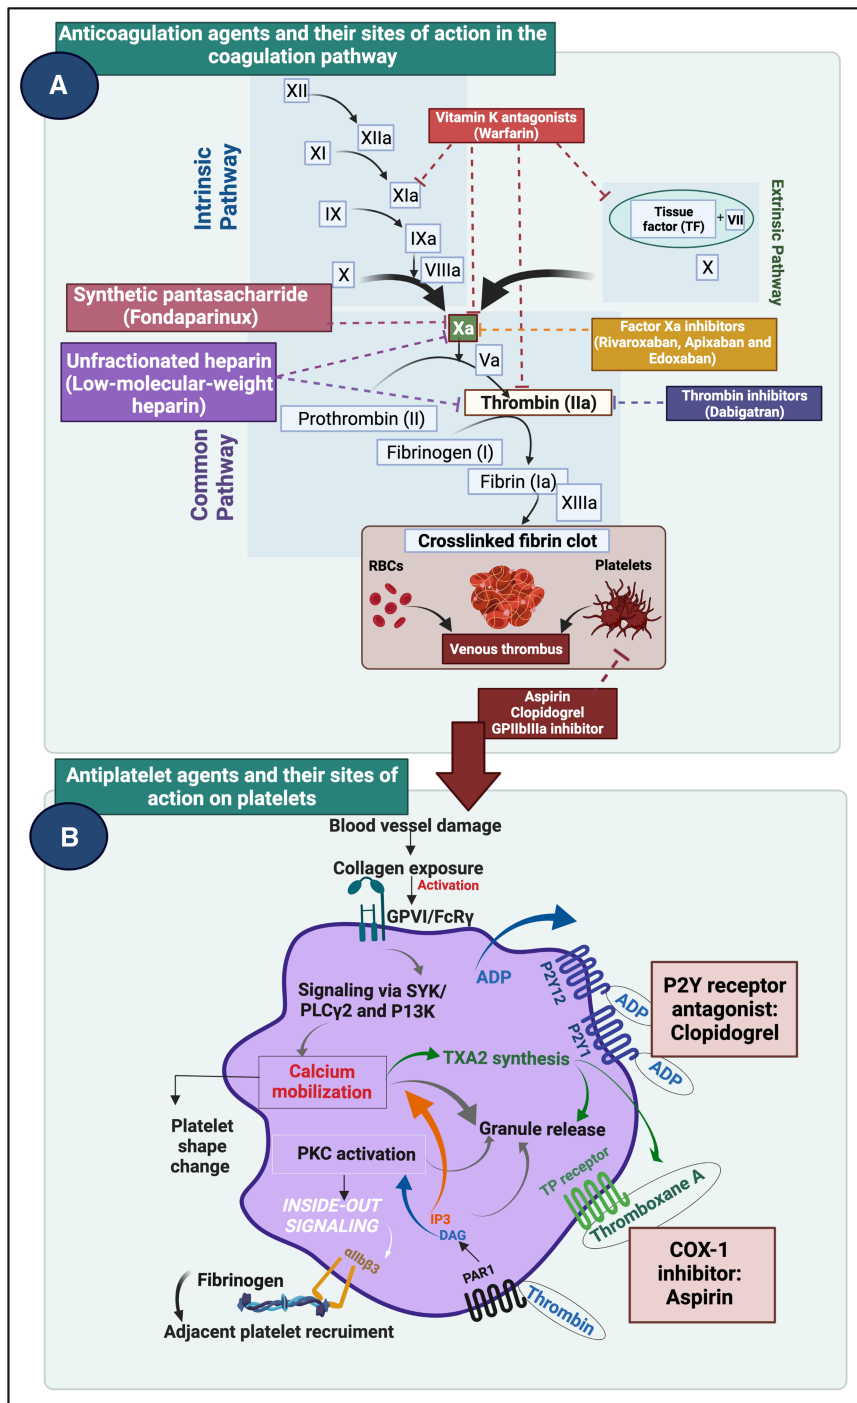 Anticoagulation agents and their sites of action in the
coagulation pathway
A
XII
XIIa
XI
XIa
IX
IXa
VIIIa
X
Intrinsic
Pathway
Vitamin K antagonists
(Warfarin)
Tissue
factor (TF)
+
VII
X
Extrinsic Pathway
Synthetic pantasacharride
(Fondaparinux)
Xa
Factor Xa inhibitors
(Rivaroxaban, Apixaban and
Edoxaban)
Unfractionated heparin
(Low-molecular-weight
heparin)
Va
Thrombin (IIa)
Thrombin inhibitors
(Dabigatran)
Prothrombin (II)
Fibrinogen (I)
Common
Pathway
Fibrin (Ia)
XIIIa
Crosslinked fibrin clot
RBCs
Platelets
Venous thrombus
Aspirin
Clopidogrel
GPIIbIIIa inhibitor
Antiplatelet agents and their sites of
action on platelets
B
Blood vessel damage
Collagen exposure
Activation
GPVI/FcRγ
ADP
P2Y12
ADP
P2Y1
ADP
P2Y receptor
antagonist:
Clopidogrel
Signaling via SYK/
PLCγ2 and P13K
Calcium
mobilization
TXA2 synthesis
Platelet
shape
change
Granule release
PKC activation
TP receptor
Thromboxane A
INSIDE-OUT
SIGNALING
IP3
DAG
COX-1
inhibitor:
Aspirin
αIIbβ3
PAR1
Thrombin
Fibrinogen
Adjacent platelet recruiment